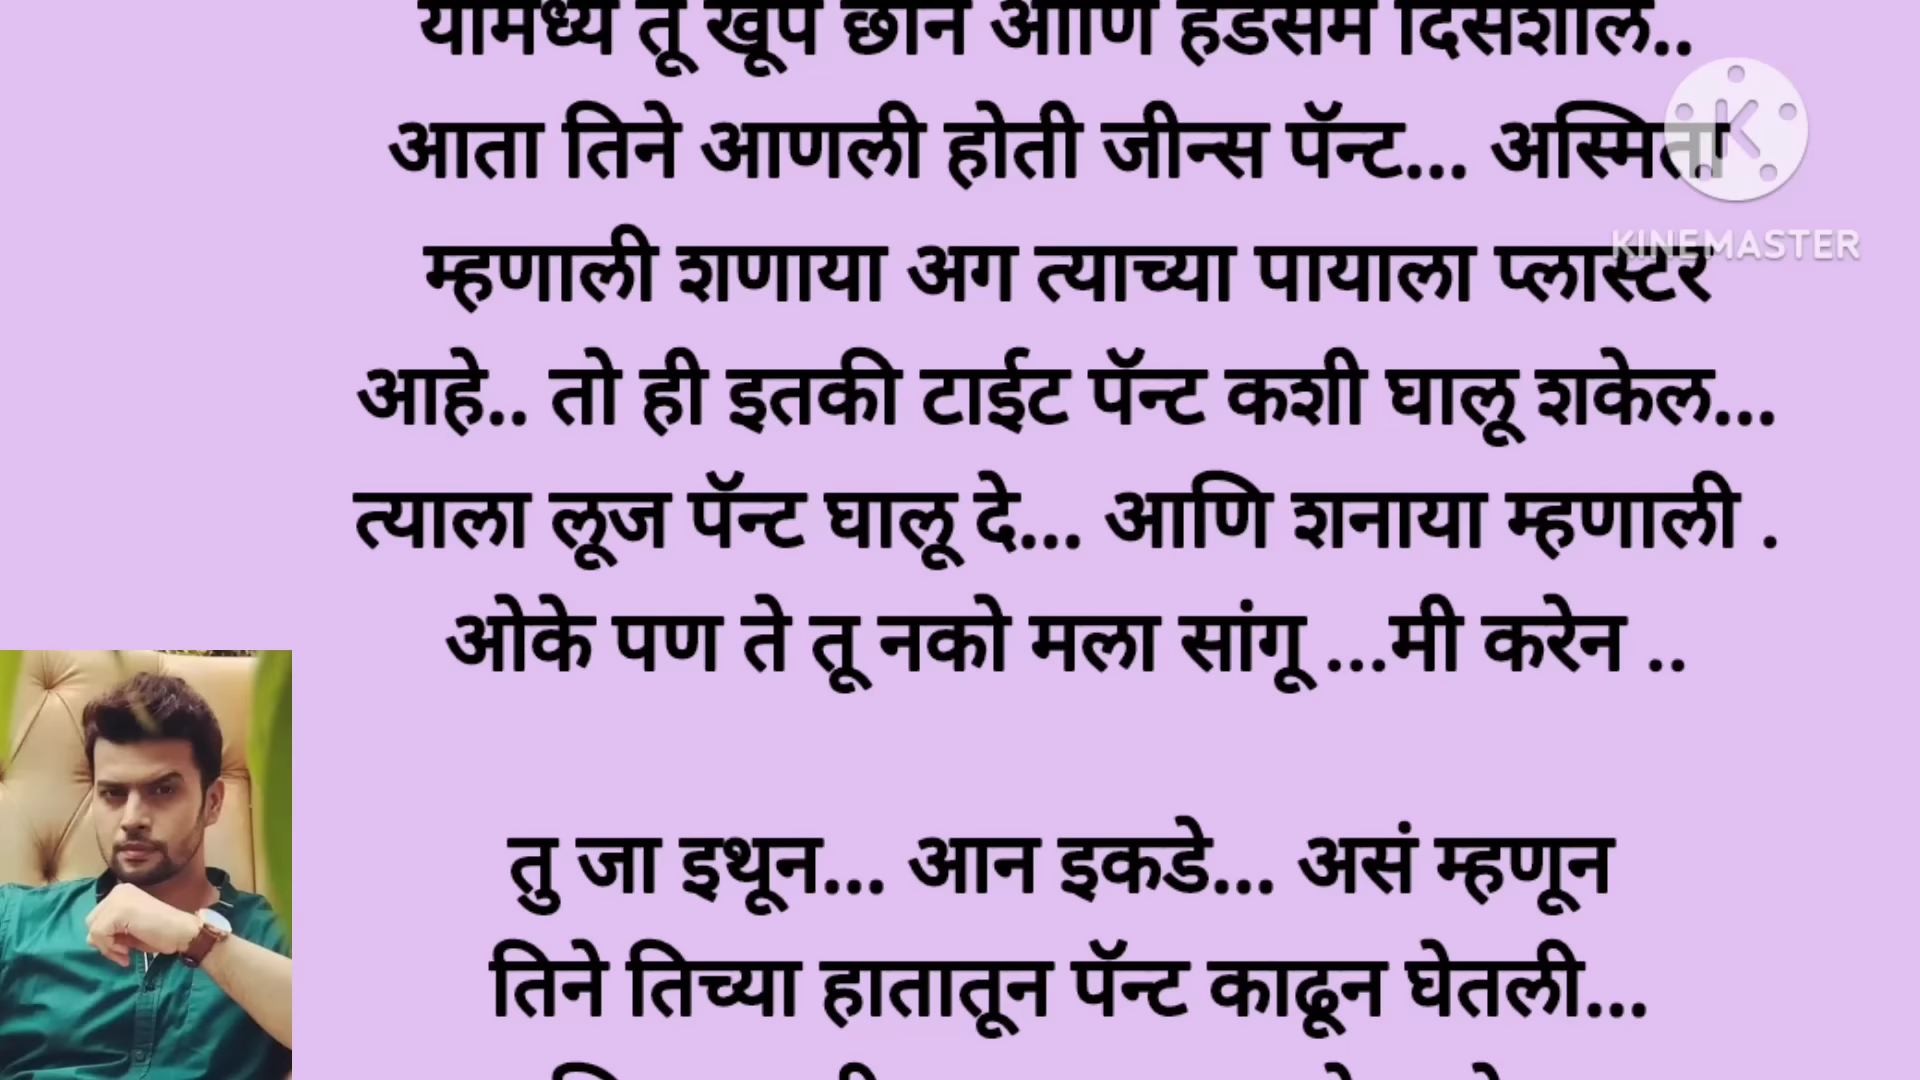 यामध्ये तू खूप छान आणि हँडसम दिसशील..
आता तिने आणली होती जीन्स पॅन्ट... अस्मिता
म्हणाली शणाया अग त्याच्या पायाला प्लास्टर
आहे.. तो ही इतकी टाईट पॅन्ट कशी घालू शकेल...
त्याला लूज पॅन्ट घालू दे... आणि शनाया म्हणाली .
ओके पण ते तू नको मला सांगू ...मी करेन ..
तु जा इथून... आन इकडे... असं म्हणून
तिने तिच्या हातातून पॅन्ट काढून घेतली...
K
KINEMASTER